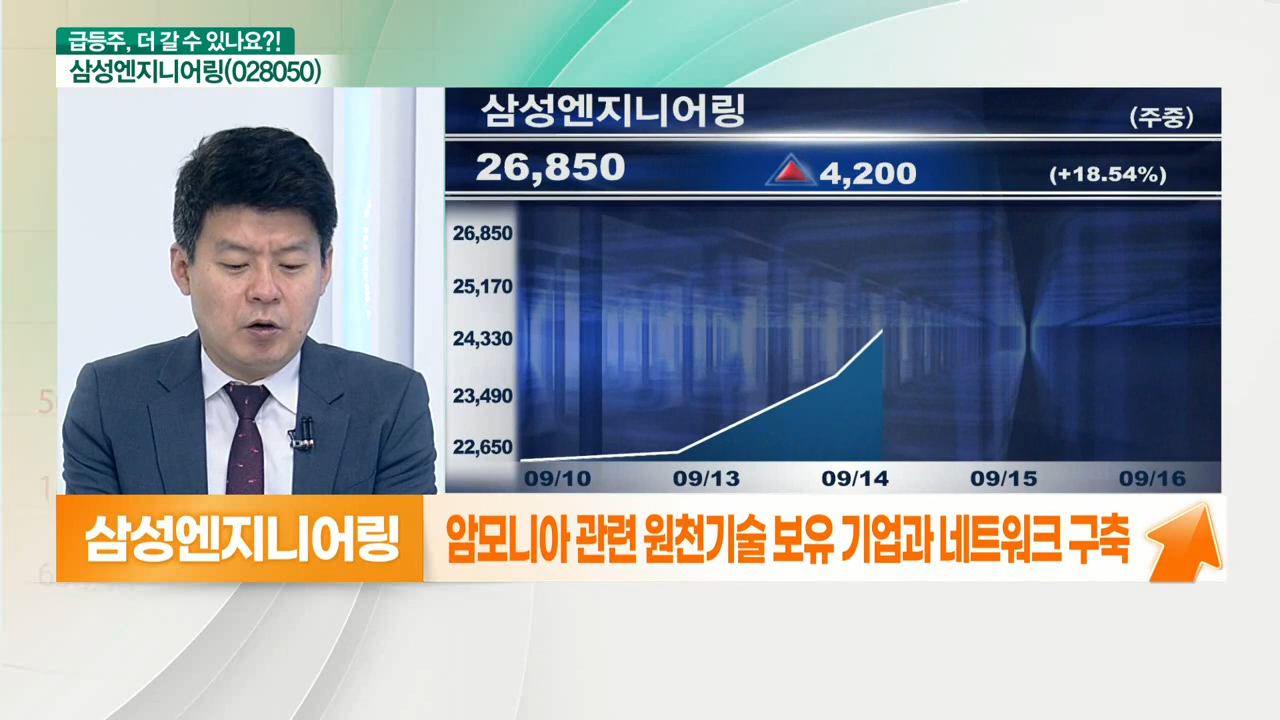 급등주, 더 갈 수 있나요?!
삼성엔지니어링(028050)
삼성엔지니어링 (주중)
26,850 4,200 (+18.54%)
26,850
25,170
24,330
23,490
22,650
09/10 09/13 09/14 09/15 09/16
삼성엔지니어링
암모니아 관련 원천기술 보유 기업과 네트워크 구축